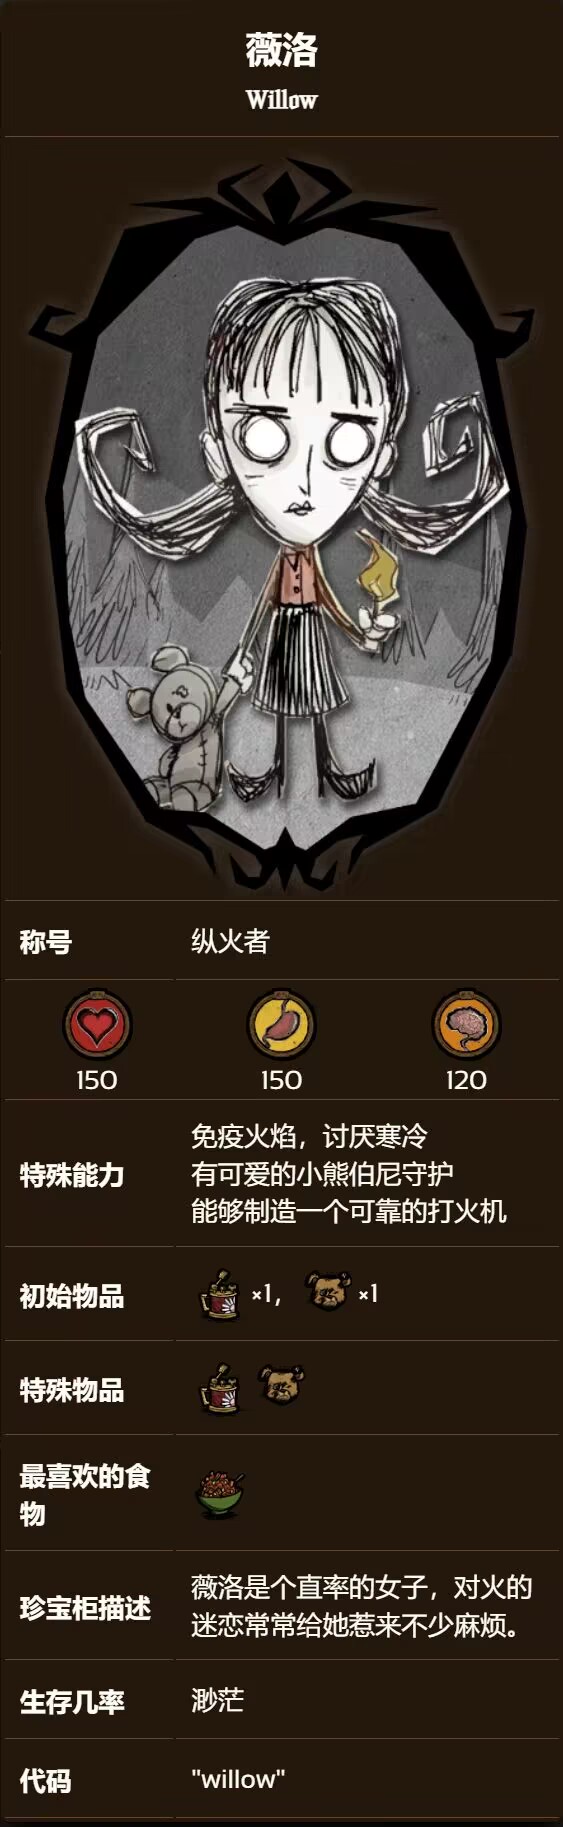 薇洛
Willow
称号
纵火者
150
150
120
特殊能力
免疫火焰，讨厌寒冷
有可爱的小熊伯尼守护
能够制造一个可靠的打火机
初始物品
×1， ×1
特殊物品
最喜欢的食
物
珍宝柜描述
薇洛是个直率的女子，对火的
迷恋常常给她惹来不少麻烦。
生存几率
渺茫
代码
"willow"